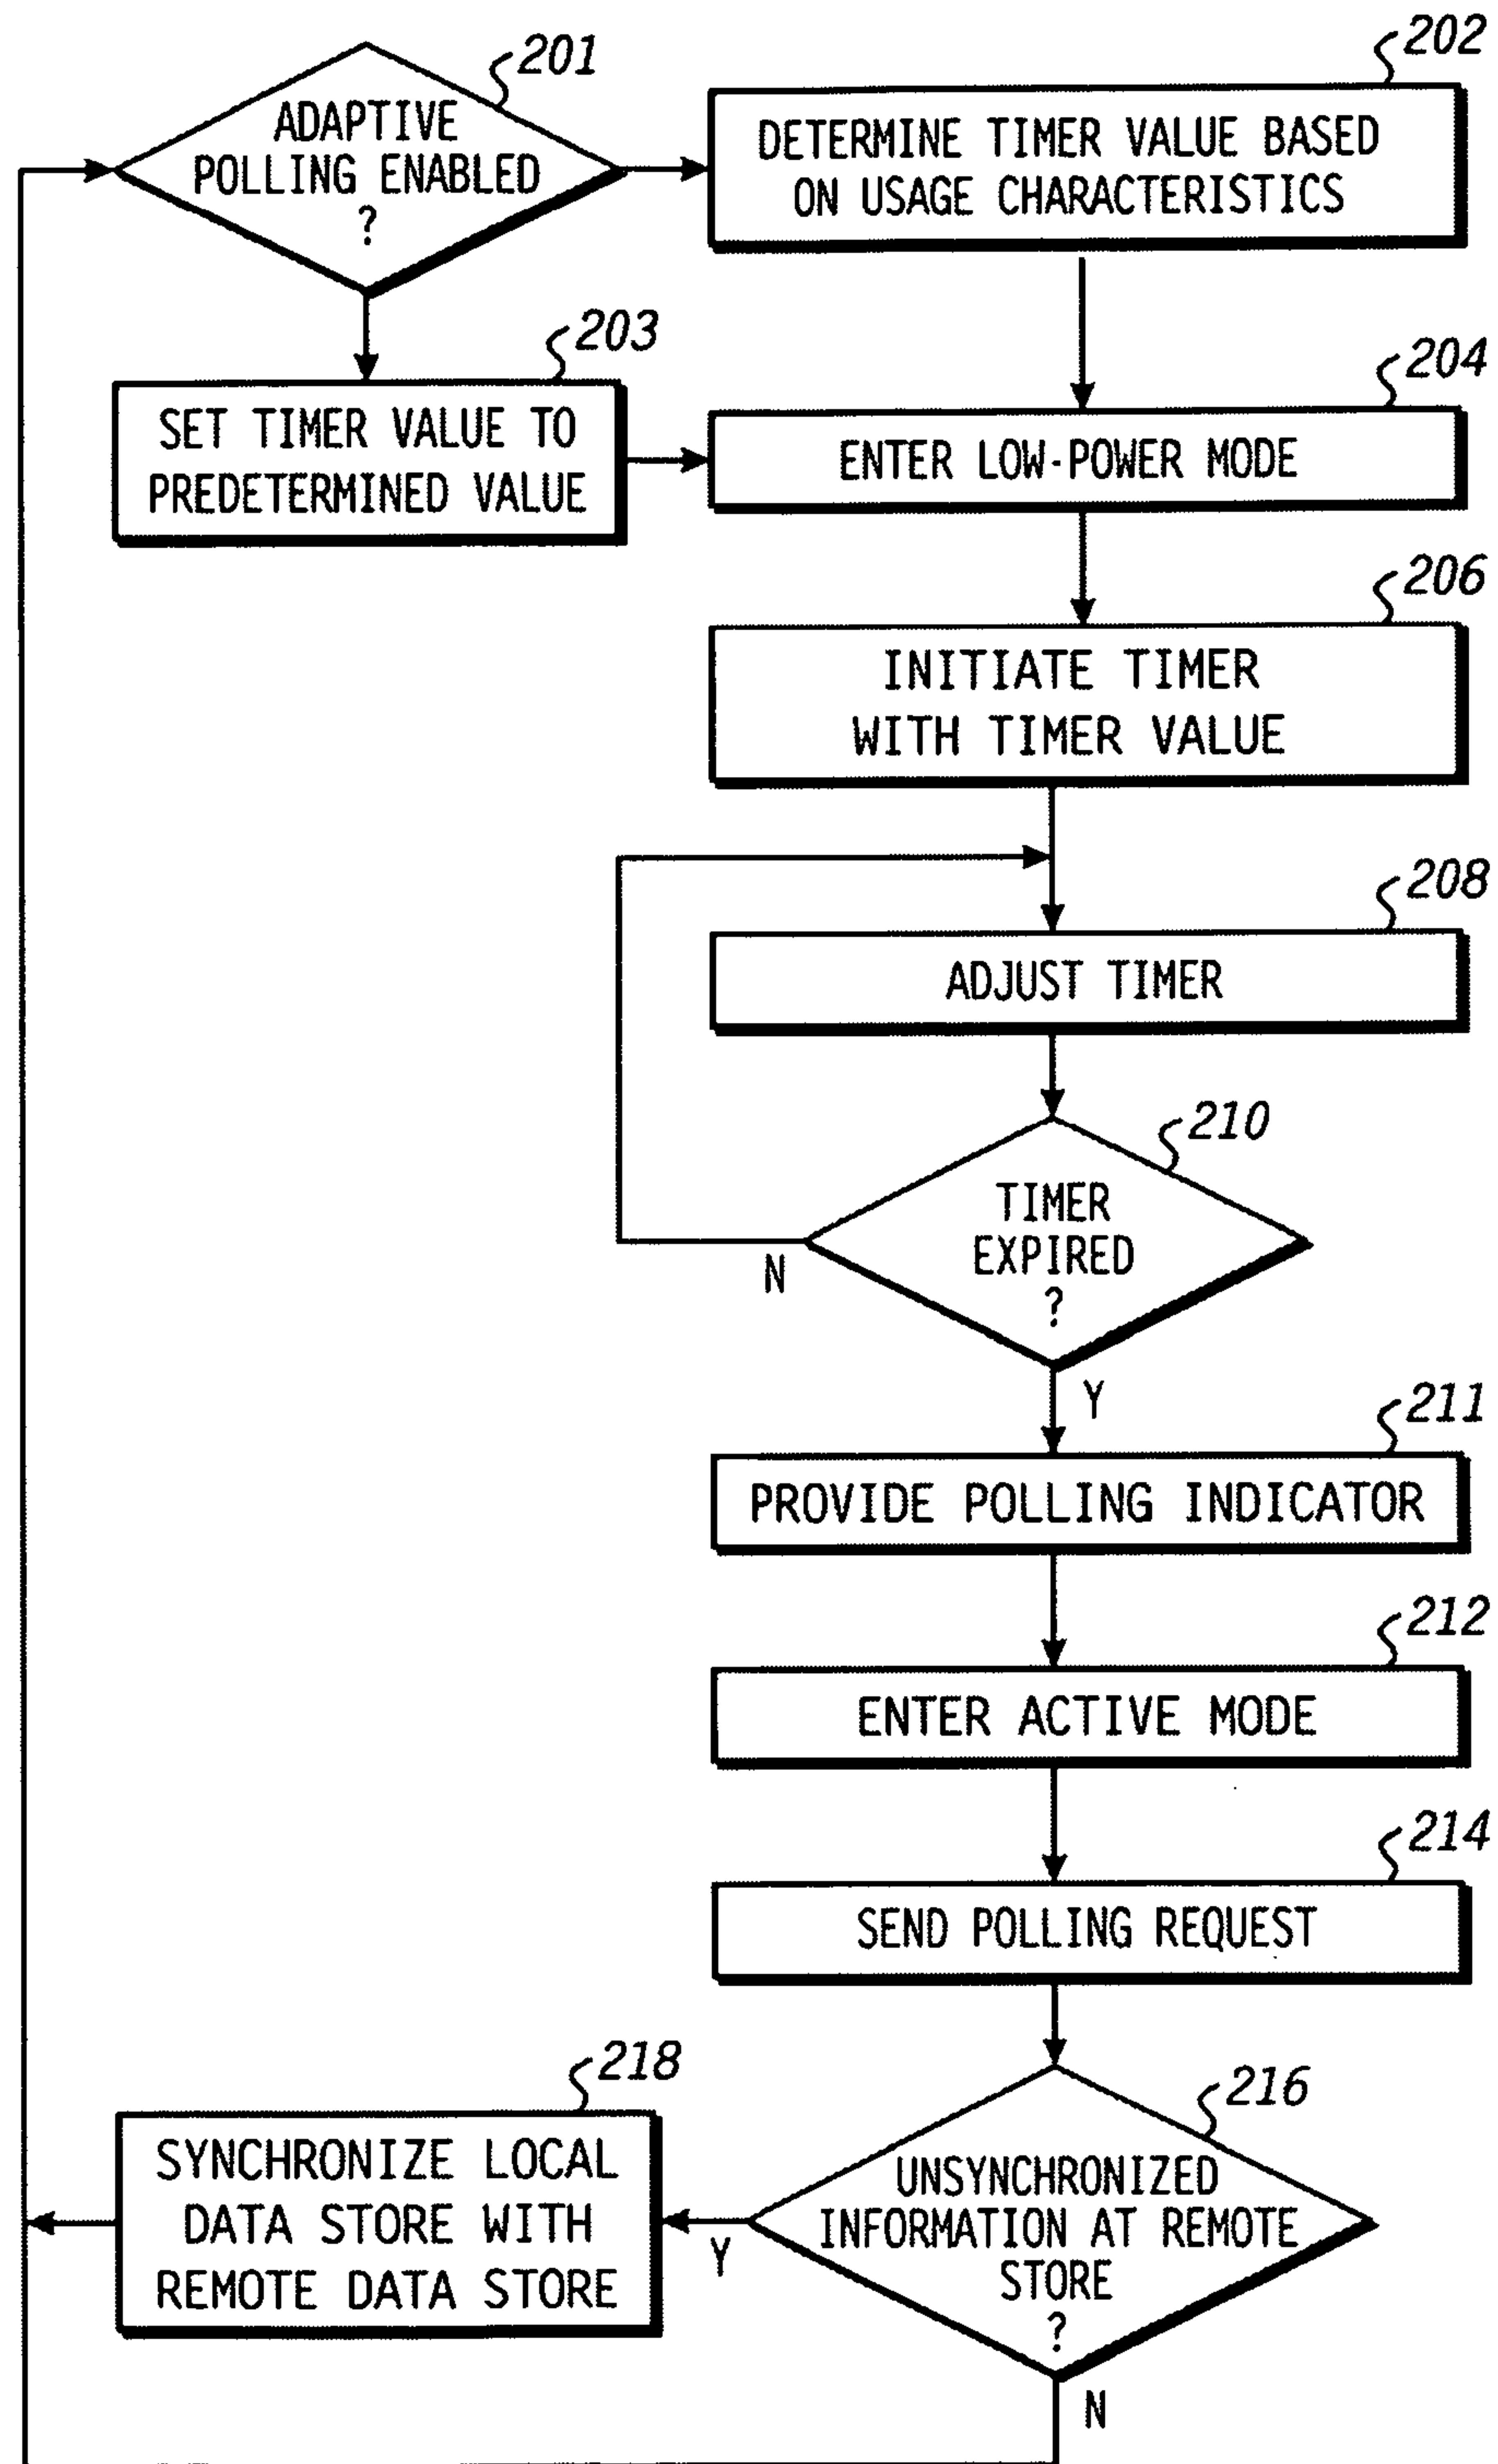 201
ADAPTIVE
POLLING ENABLED
?
202
DETERMINE TIMER VALUE BASED
ON USAGE CHARACTERISTICS
203
SET TIMER VALUE TO
PREDETERMINED VALUE
204
ENTER LOW-POWER MODE
206
INITIATE TIMER
WITH TIMER VALUE
208
ADJUST TIMER
210
TIMER
EXPIRED
?
N
Y
211
PROVIDE POLLING INDICATOR
212
ENTER ACTIVE MODE
214
SEND POLLING REQUEST
216
UNSYNCHRONIZED
INFORMATION AT REMOTE
STORE
?
Y
N
218
SYNCHRONIZE LOCAL
DATA STORE WITH
REMOTE DATA STORE